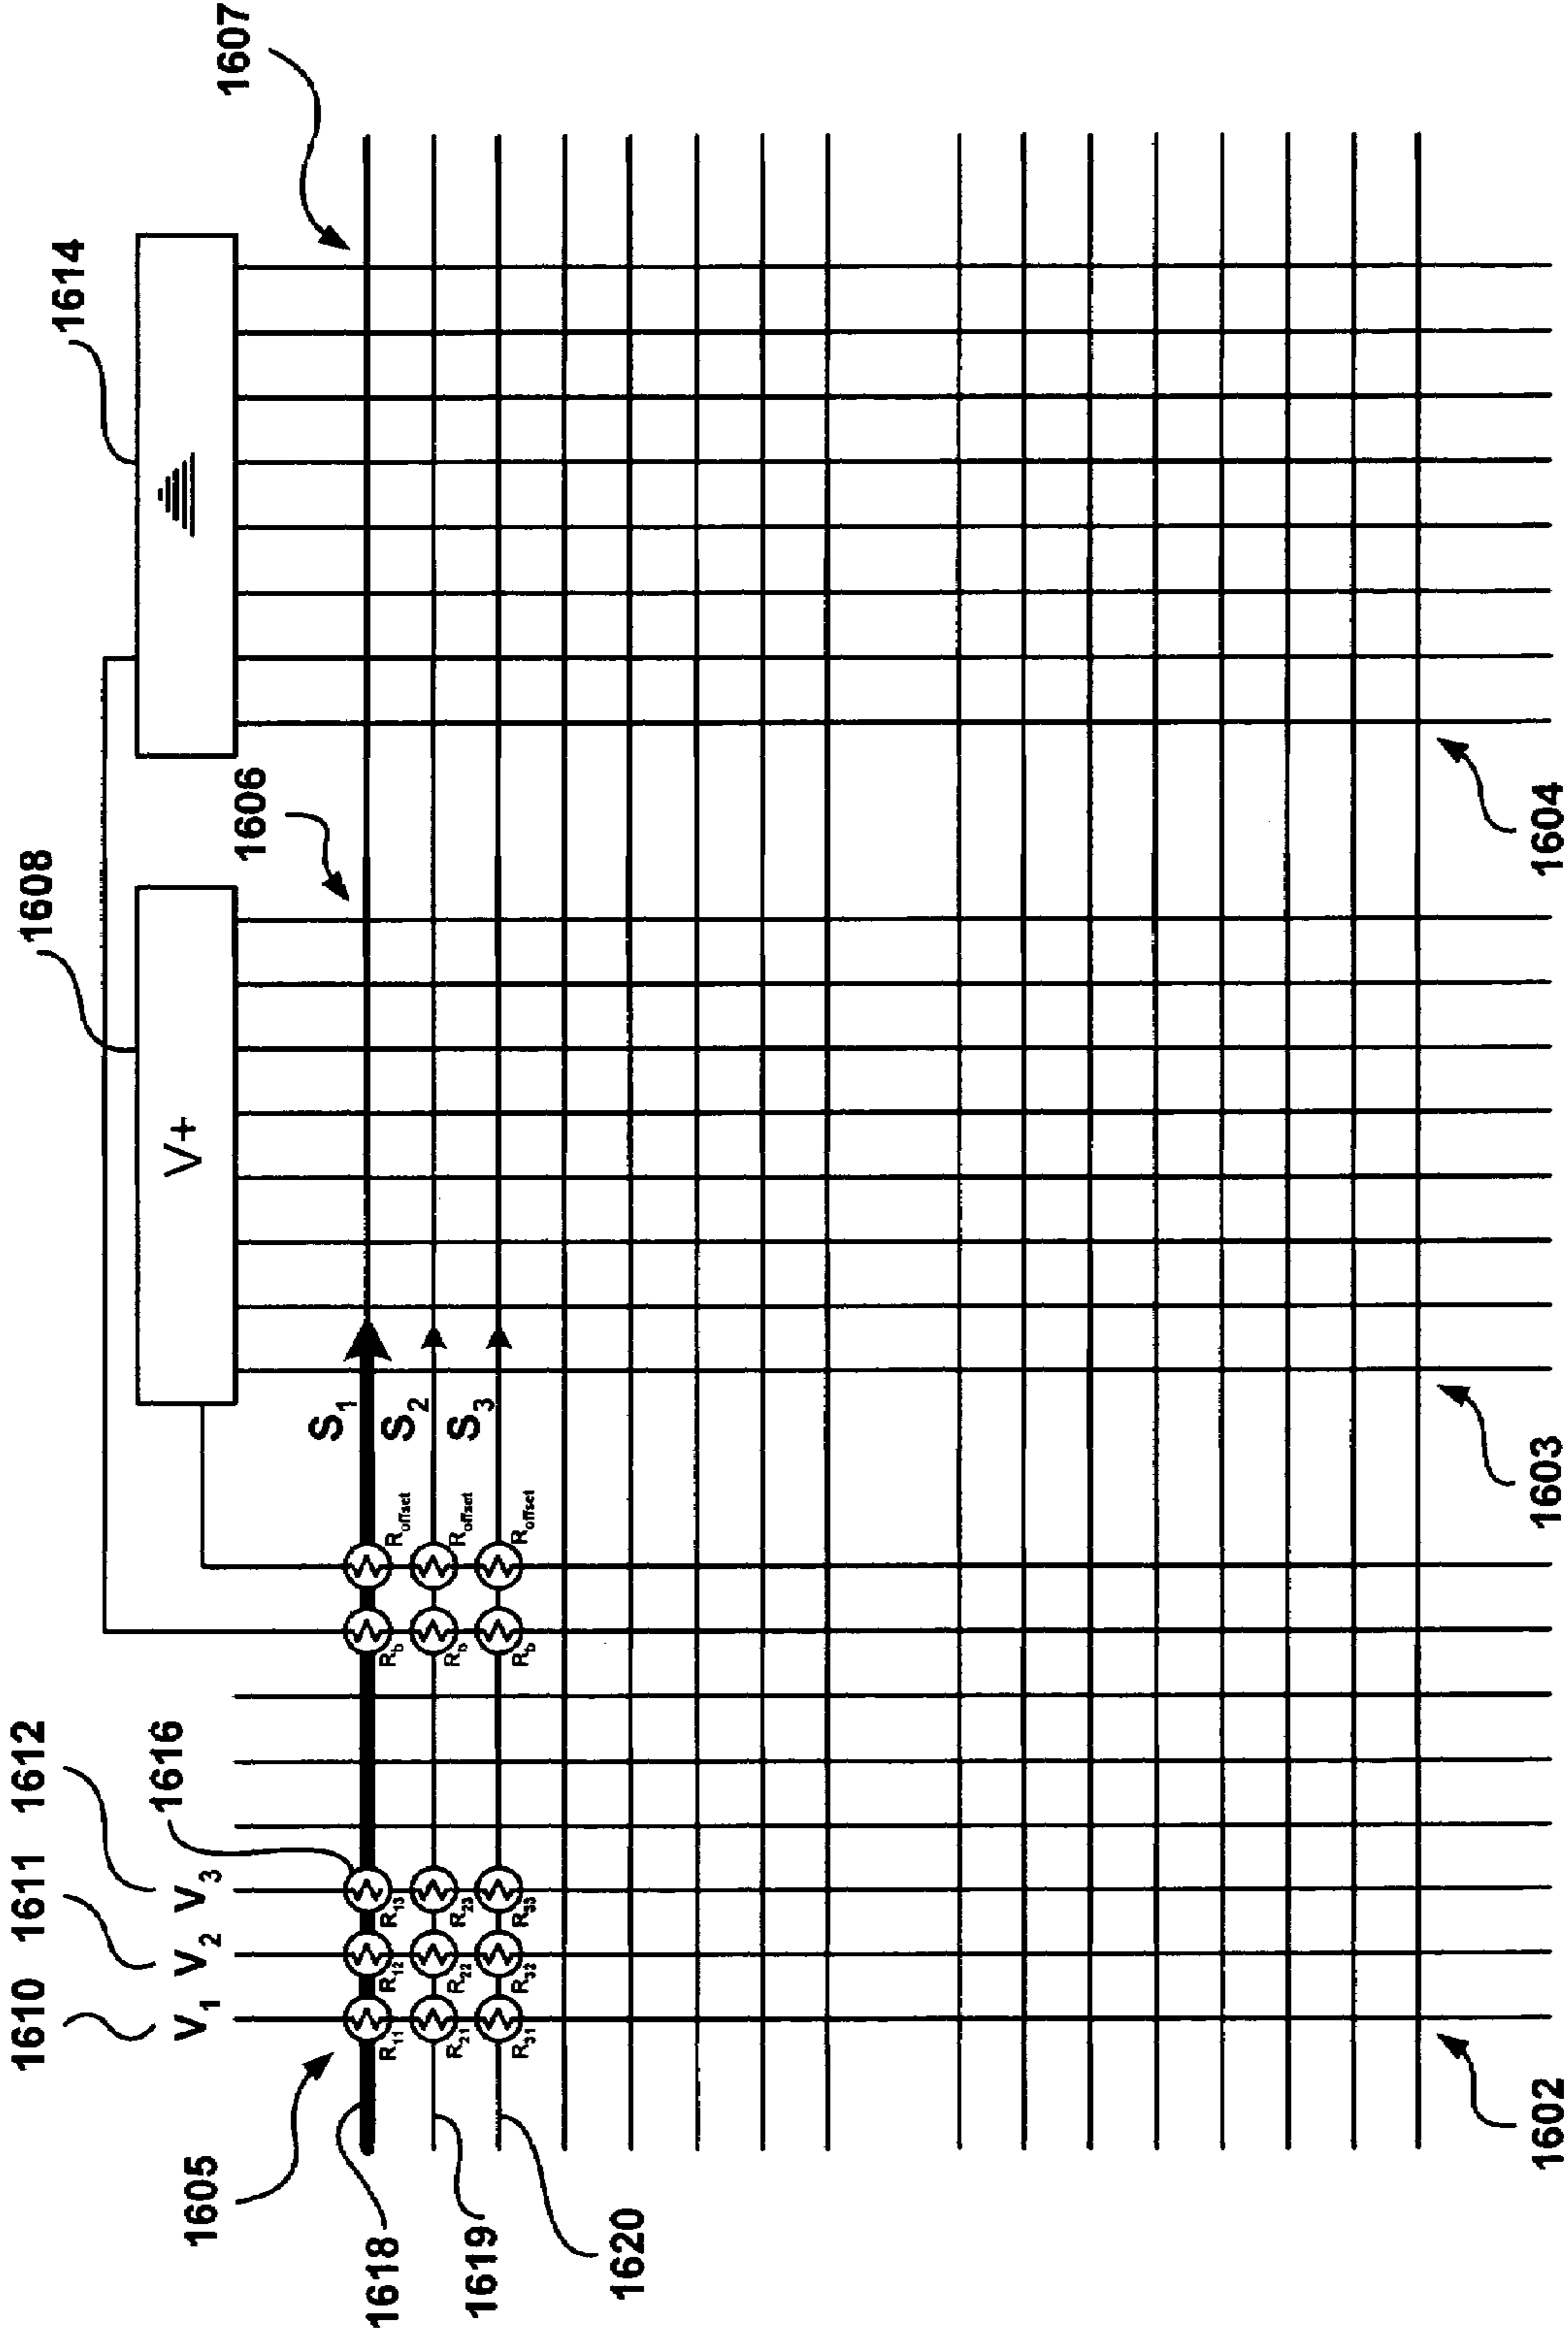 1610 1611 1612
V1 V2 V3
1616
1608
1614
V+
1605
1606
1607
1618
1619
1620
S1
S2
S3
R11 R12 R13 Rb Roffset
R21 R22 R23 Rb Roffset
R31 R32 R33 Rb Roffset
1602
1603
1604